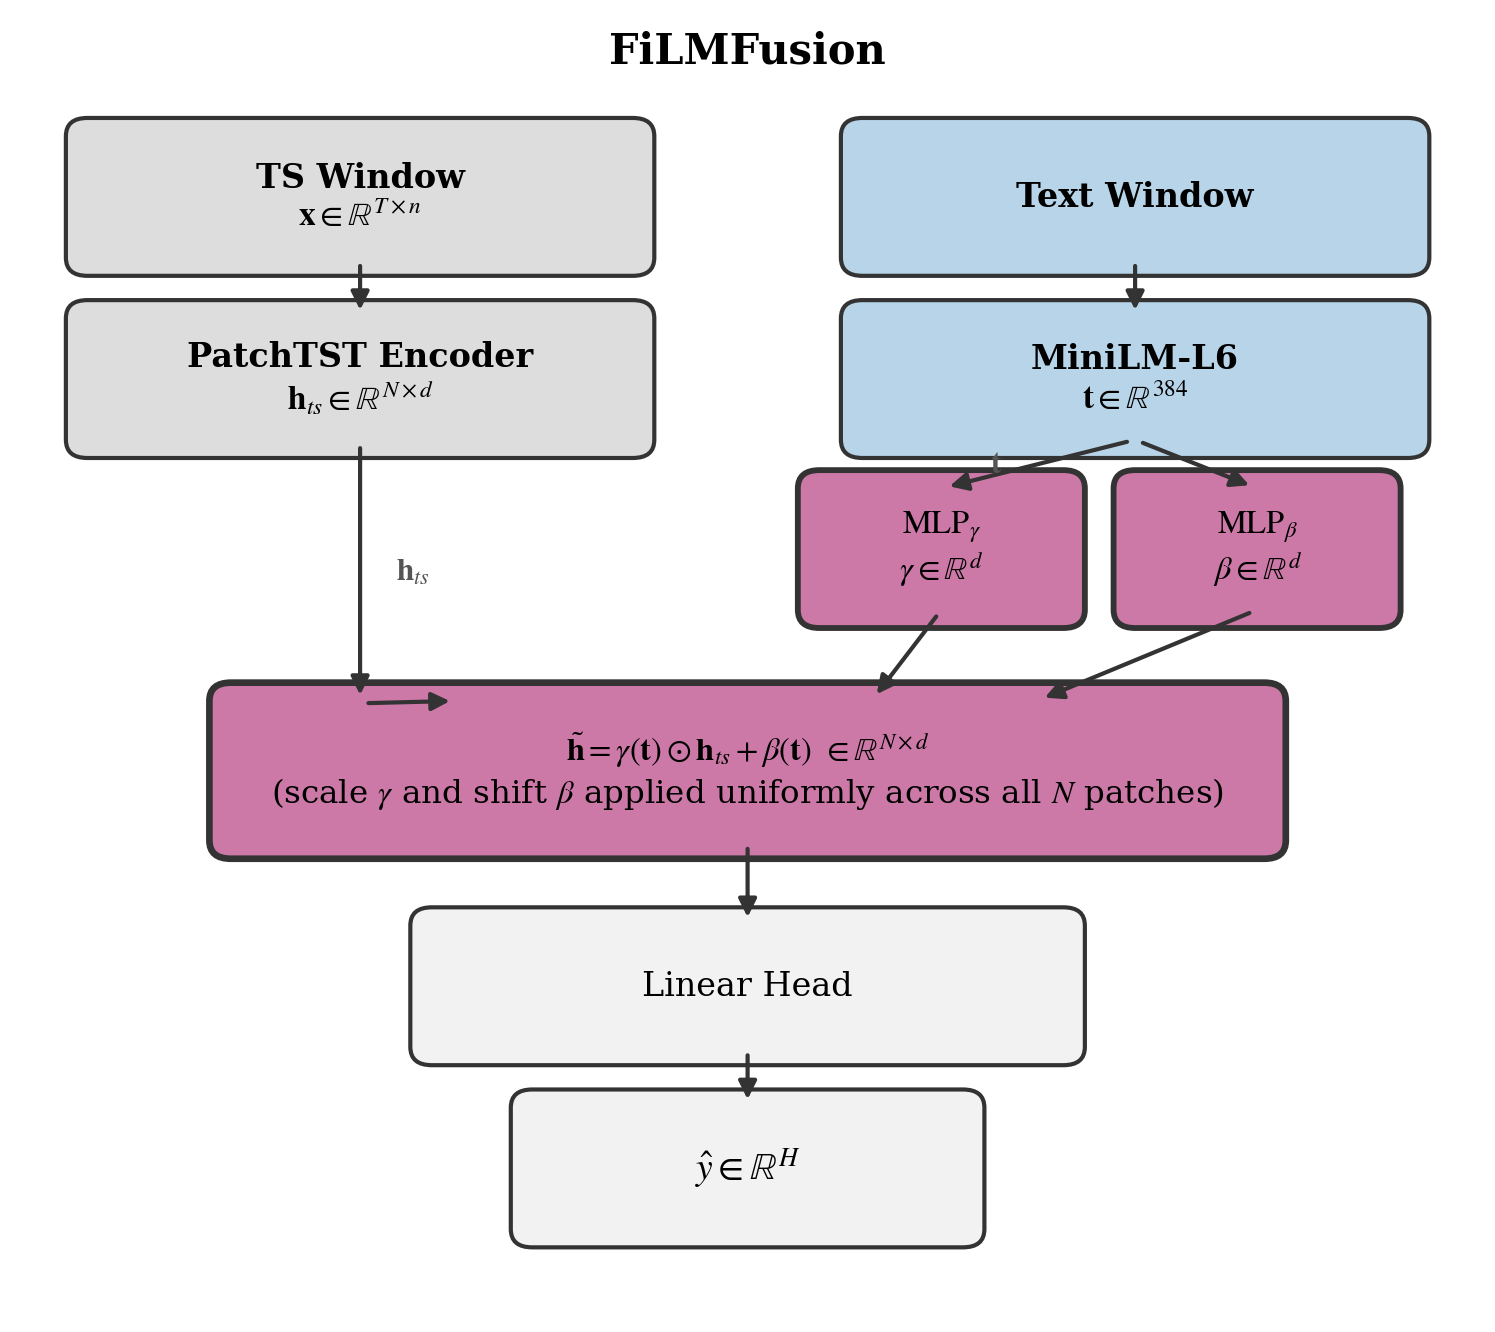 FiLMFusion
TS Window
𝐱 ∈ ℝ^{T×n}
Text Window
PatchTST Encoder
𝐡_{ts} ∈ ℝ^{N×d}
MiniLM-L6
𝐭 ∈ ℝ^{384}
MLP_γ
γ ∈ ℝ^d
MLP_β
β ∈ ℝ^d
𝐡_{ts}
𝐡̃ = γ(𝐭) ⊙ 𝐡_{ts} + β(𝐭) ∈ ℝ^{N×d}
(scale γ and shift β applied uniformly across all N patches)
Linear Head
ŷ ∈ ℝ^H